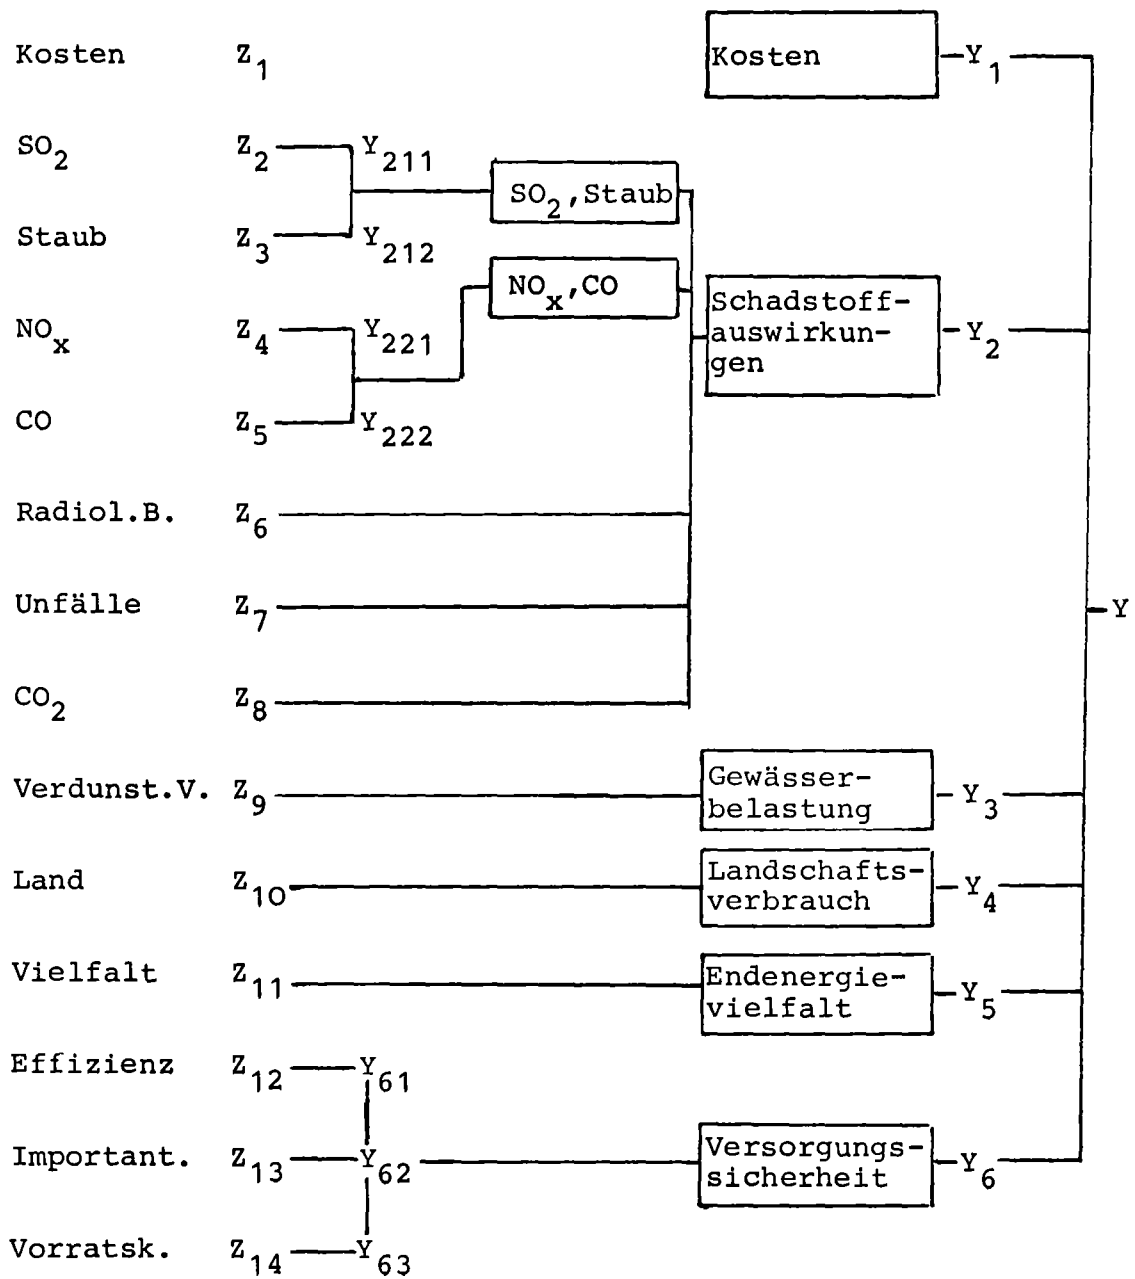 Kosten Z1 Kosten Y1
SO2 Z2 Y211
SO2,Staub
Staub Z3 Y212
NOx,CO
NOx Z4 Y221
Schadstoff-
auswirkun-
gen
Y2
CO Z5 Y222
Radiol.B. Z6
Unfälle Z7
Y
CO2 Z8
Verdunst.V. Z9 Gewässer-
belastung
Y3
Land Z10 Landschafts-
verbrauch
Y4
Vielfalt Z11 Endenergie-
vielfalt
Y5
Effizienz Z12 Y61
Important. Z13 Y62 Versorgungs-
sicherheit
Y6
Vorratsk. Z14 Y63